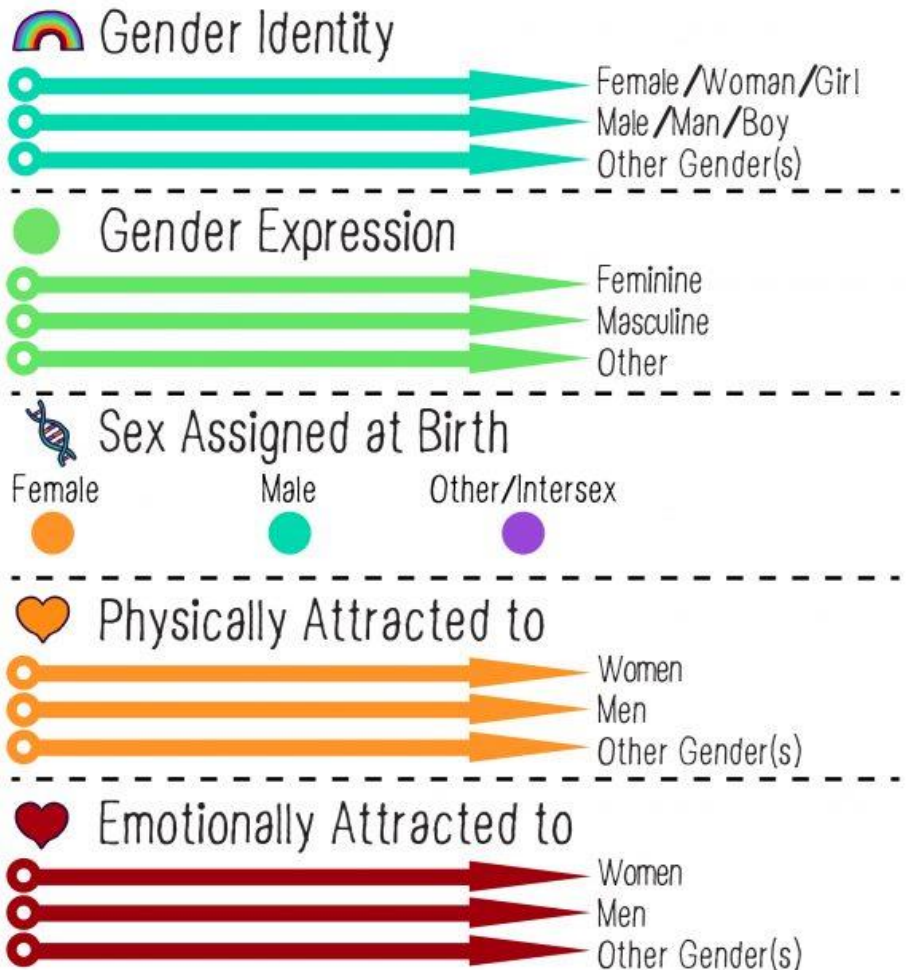 Gender Identity
Female/Woman/Girl
Male/Man/Boy
Other Gender(s)
Gender Expression
Feminine
Masculine
Other
Sex Assigned at Birth
Female Male Other/Intersex
Physically Attracted to
Women
Men
Other Gender(s)
Emotionally Attracted to
Women
Men
Other Gender(s)